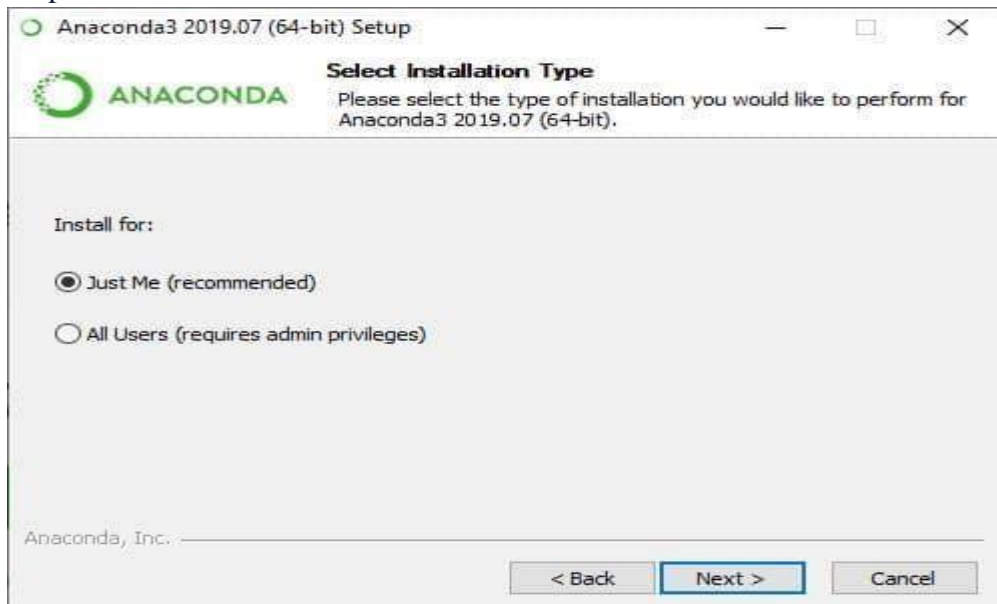 Anaconda3 2019.07 (64-bit) Setup
ANACONDA
Select Installation Type
Please select the type of installation you would like to perform for
Anaconda3 2019.07 (64-bit).
Install for:
Just Me (recommended)
All Users (requires admin privileges)
Anaconda, Inc.
< Back
Next >
Cancel